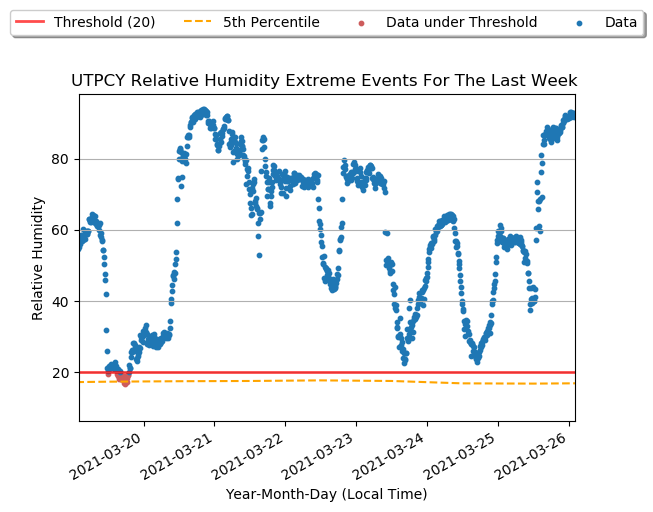 Threshold (20) 5th Percentile Data under Threshold Data
UTPCY Relative Humidity Extreme Events For The Last Week
Relative Humidity
80
60
40
20
2021-03-20 2021-03-21 2021-03-22 2021-03-23 2021-03-24 2021-03-25 2021-03-26
Year-Month-Day (Local Time)